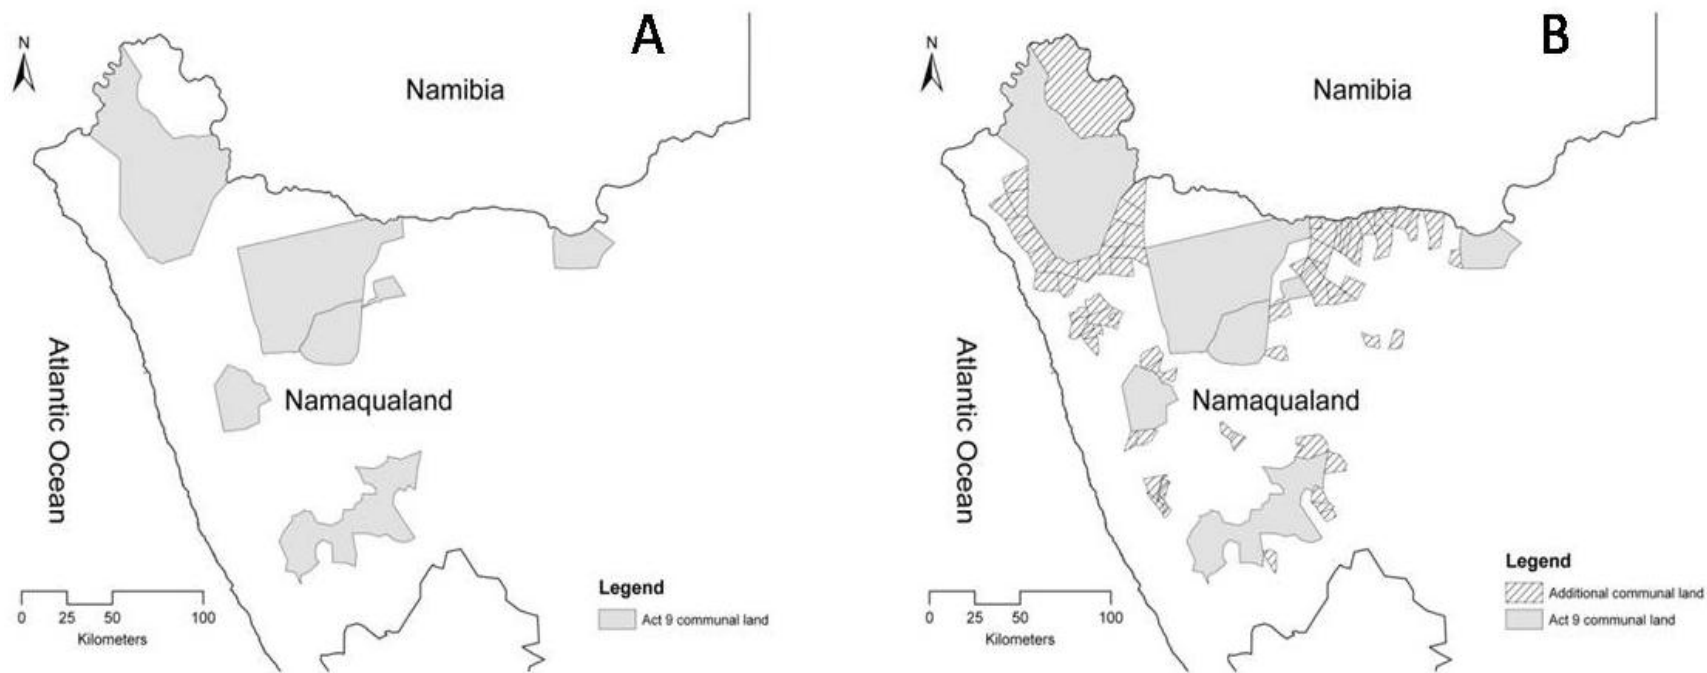 A
N
Namibia
Atlantic Ocean
Namaqualand
0 25 50 100
Kilometers
Legend
Act 9 communal land
B
N
Namibia
Atlantic Ocean
Namaqualand
0 25 50 100
Kilometers
Legend
Additional communal land
Act 9 communal land